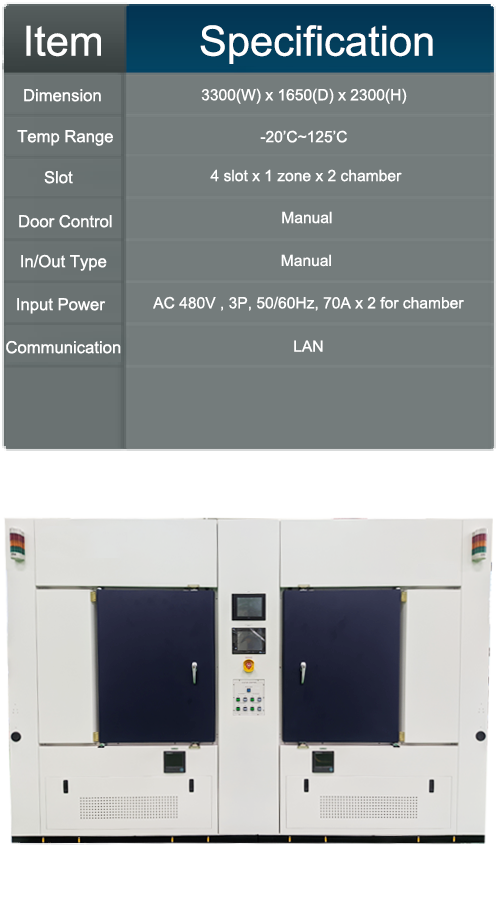 Item Specification
Dimension 3300(W) x 1650(D) x 2300(H)
Temp Range -20'C~125'C
Slot 4 slot x 1 zone x 2 chamber
Door Control Manual
In/Out Type Manual
Input Power AC 480V , 3P, 50/60Hz, 70A x 2 for chamber
Communication LAN